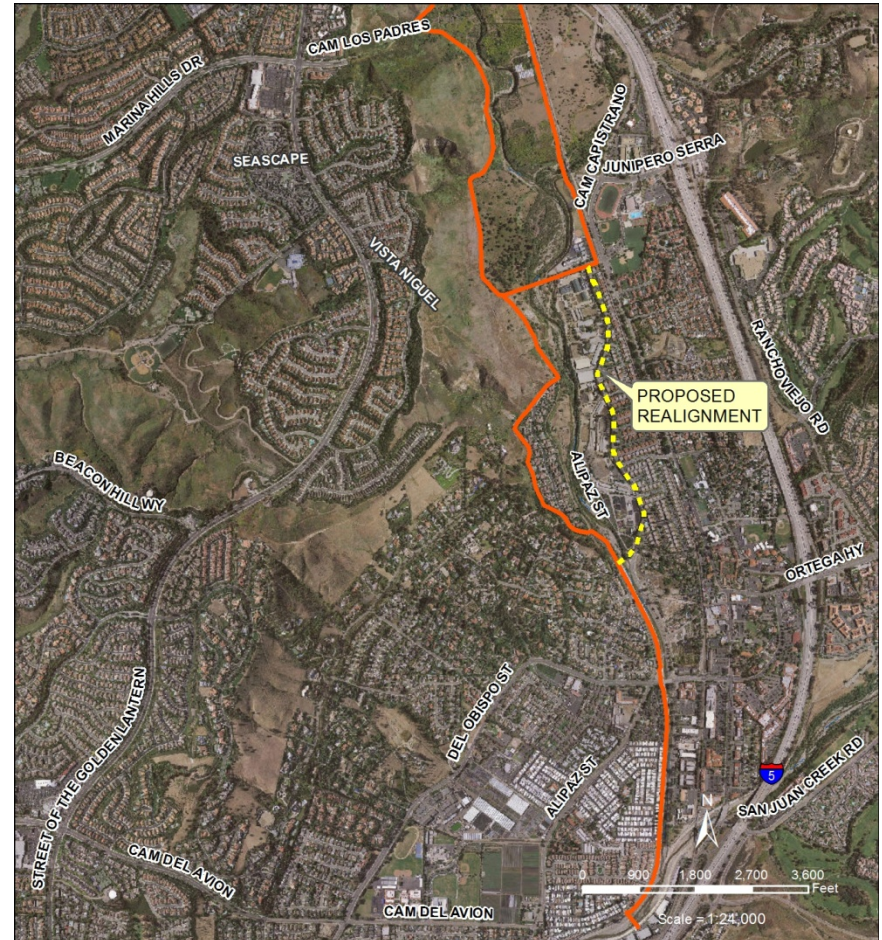 CAM LOS PADRES
MARINA HILLS DR
SEASCAPE
CAM CAPISTRANO
JUNIPERO SERRA
VISTA NIGUEL
RANCHOVIEJO RD
PROPOSED
REALIGNMENT
BEACON HILL WY
ALIPAZ ST
ORTEGA HY
STREET OF THE GOLDEN LANTERN
DEL OBISPO ST
ALIPAZ ST
5
SAN JUAN CREEK RD
N
CAM DEL AVION
0 900 1,800 2,700 3,600
Feet
CAM DEL AVION
Scale = 1:24,000